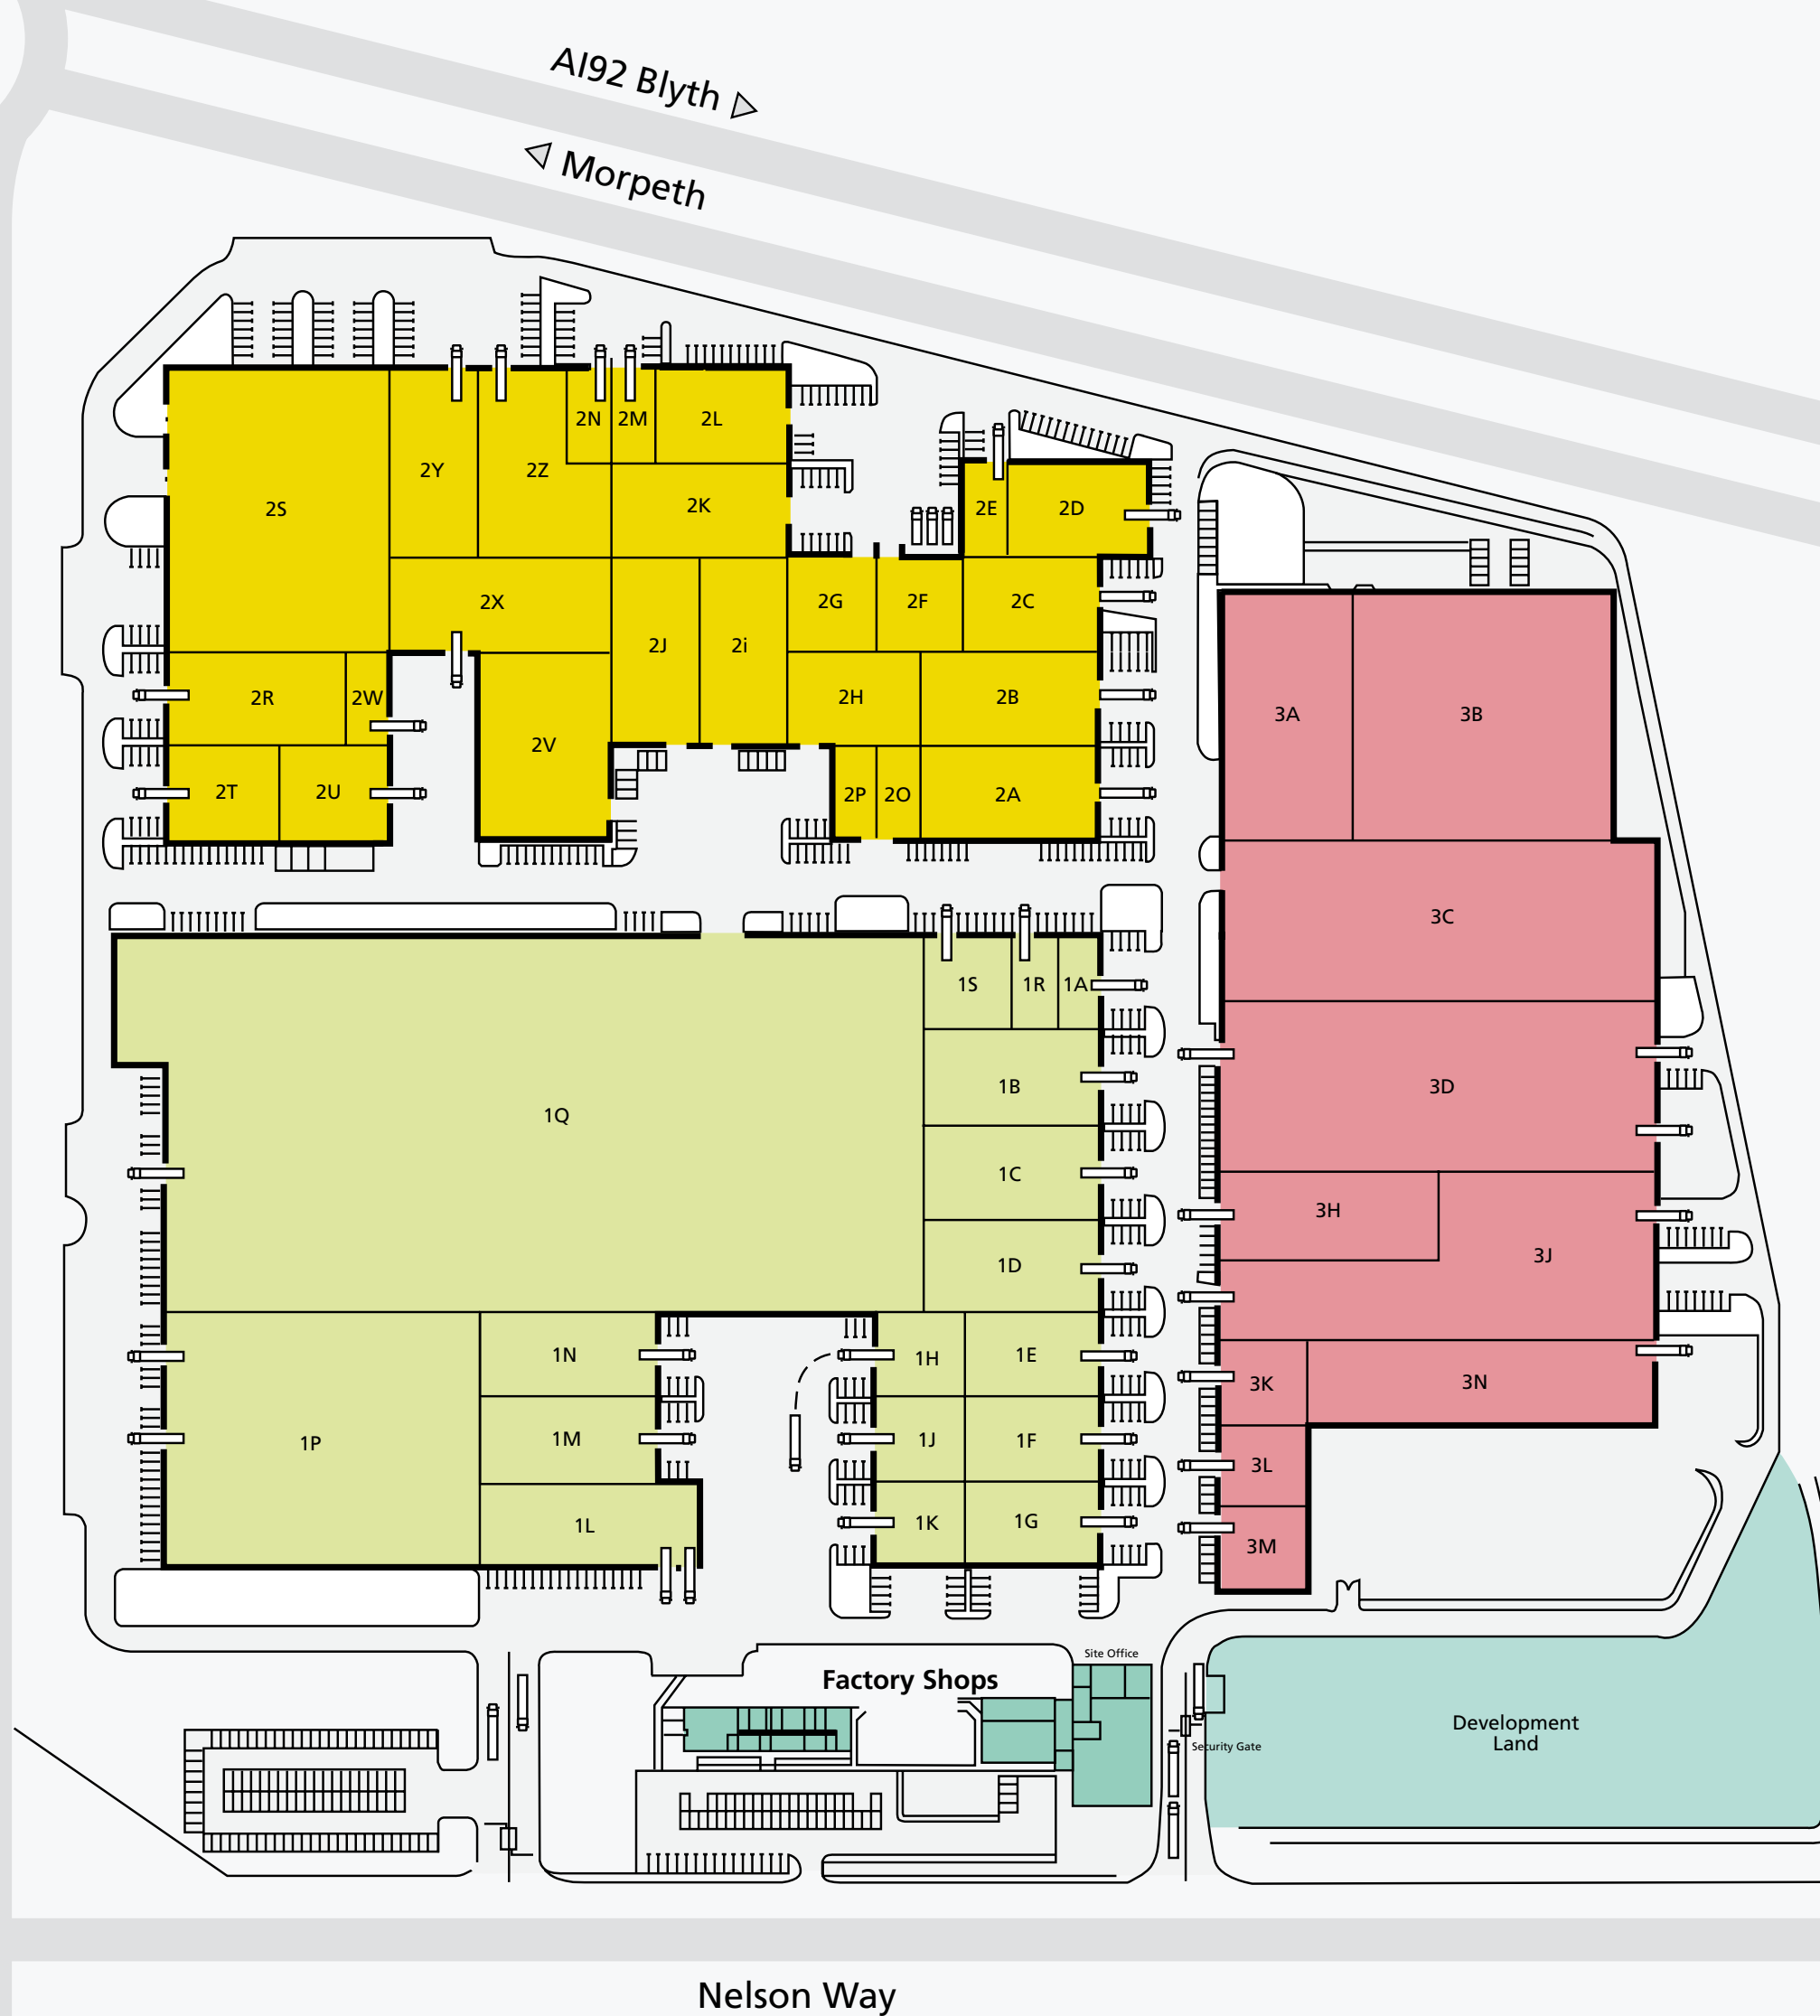 AI92 Blyth
Morpeth
2N
2M
2L
2Y
2Z
2S
2K
2E
2D
2X
2G
2F
2C
2J
2i
2R
2W
2H
2B
2V
2T
2U
2P
2O
2A
3A
3B
3C
1S
1R
1A
1B
1Q
3D
1C
3H
1D
3J
1N
1H
1E
3K
3N
1P
1M
1J
1F
3L
1L
1K
1G
3M
Site Office
Factory Shops
Security Gate
Development
Land
Nelson Way